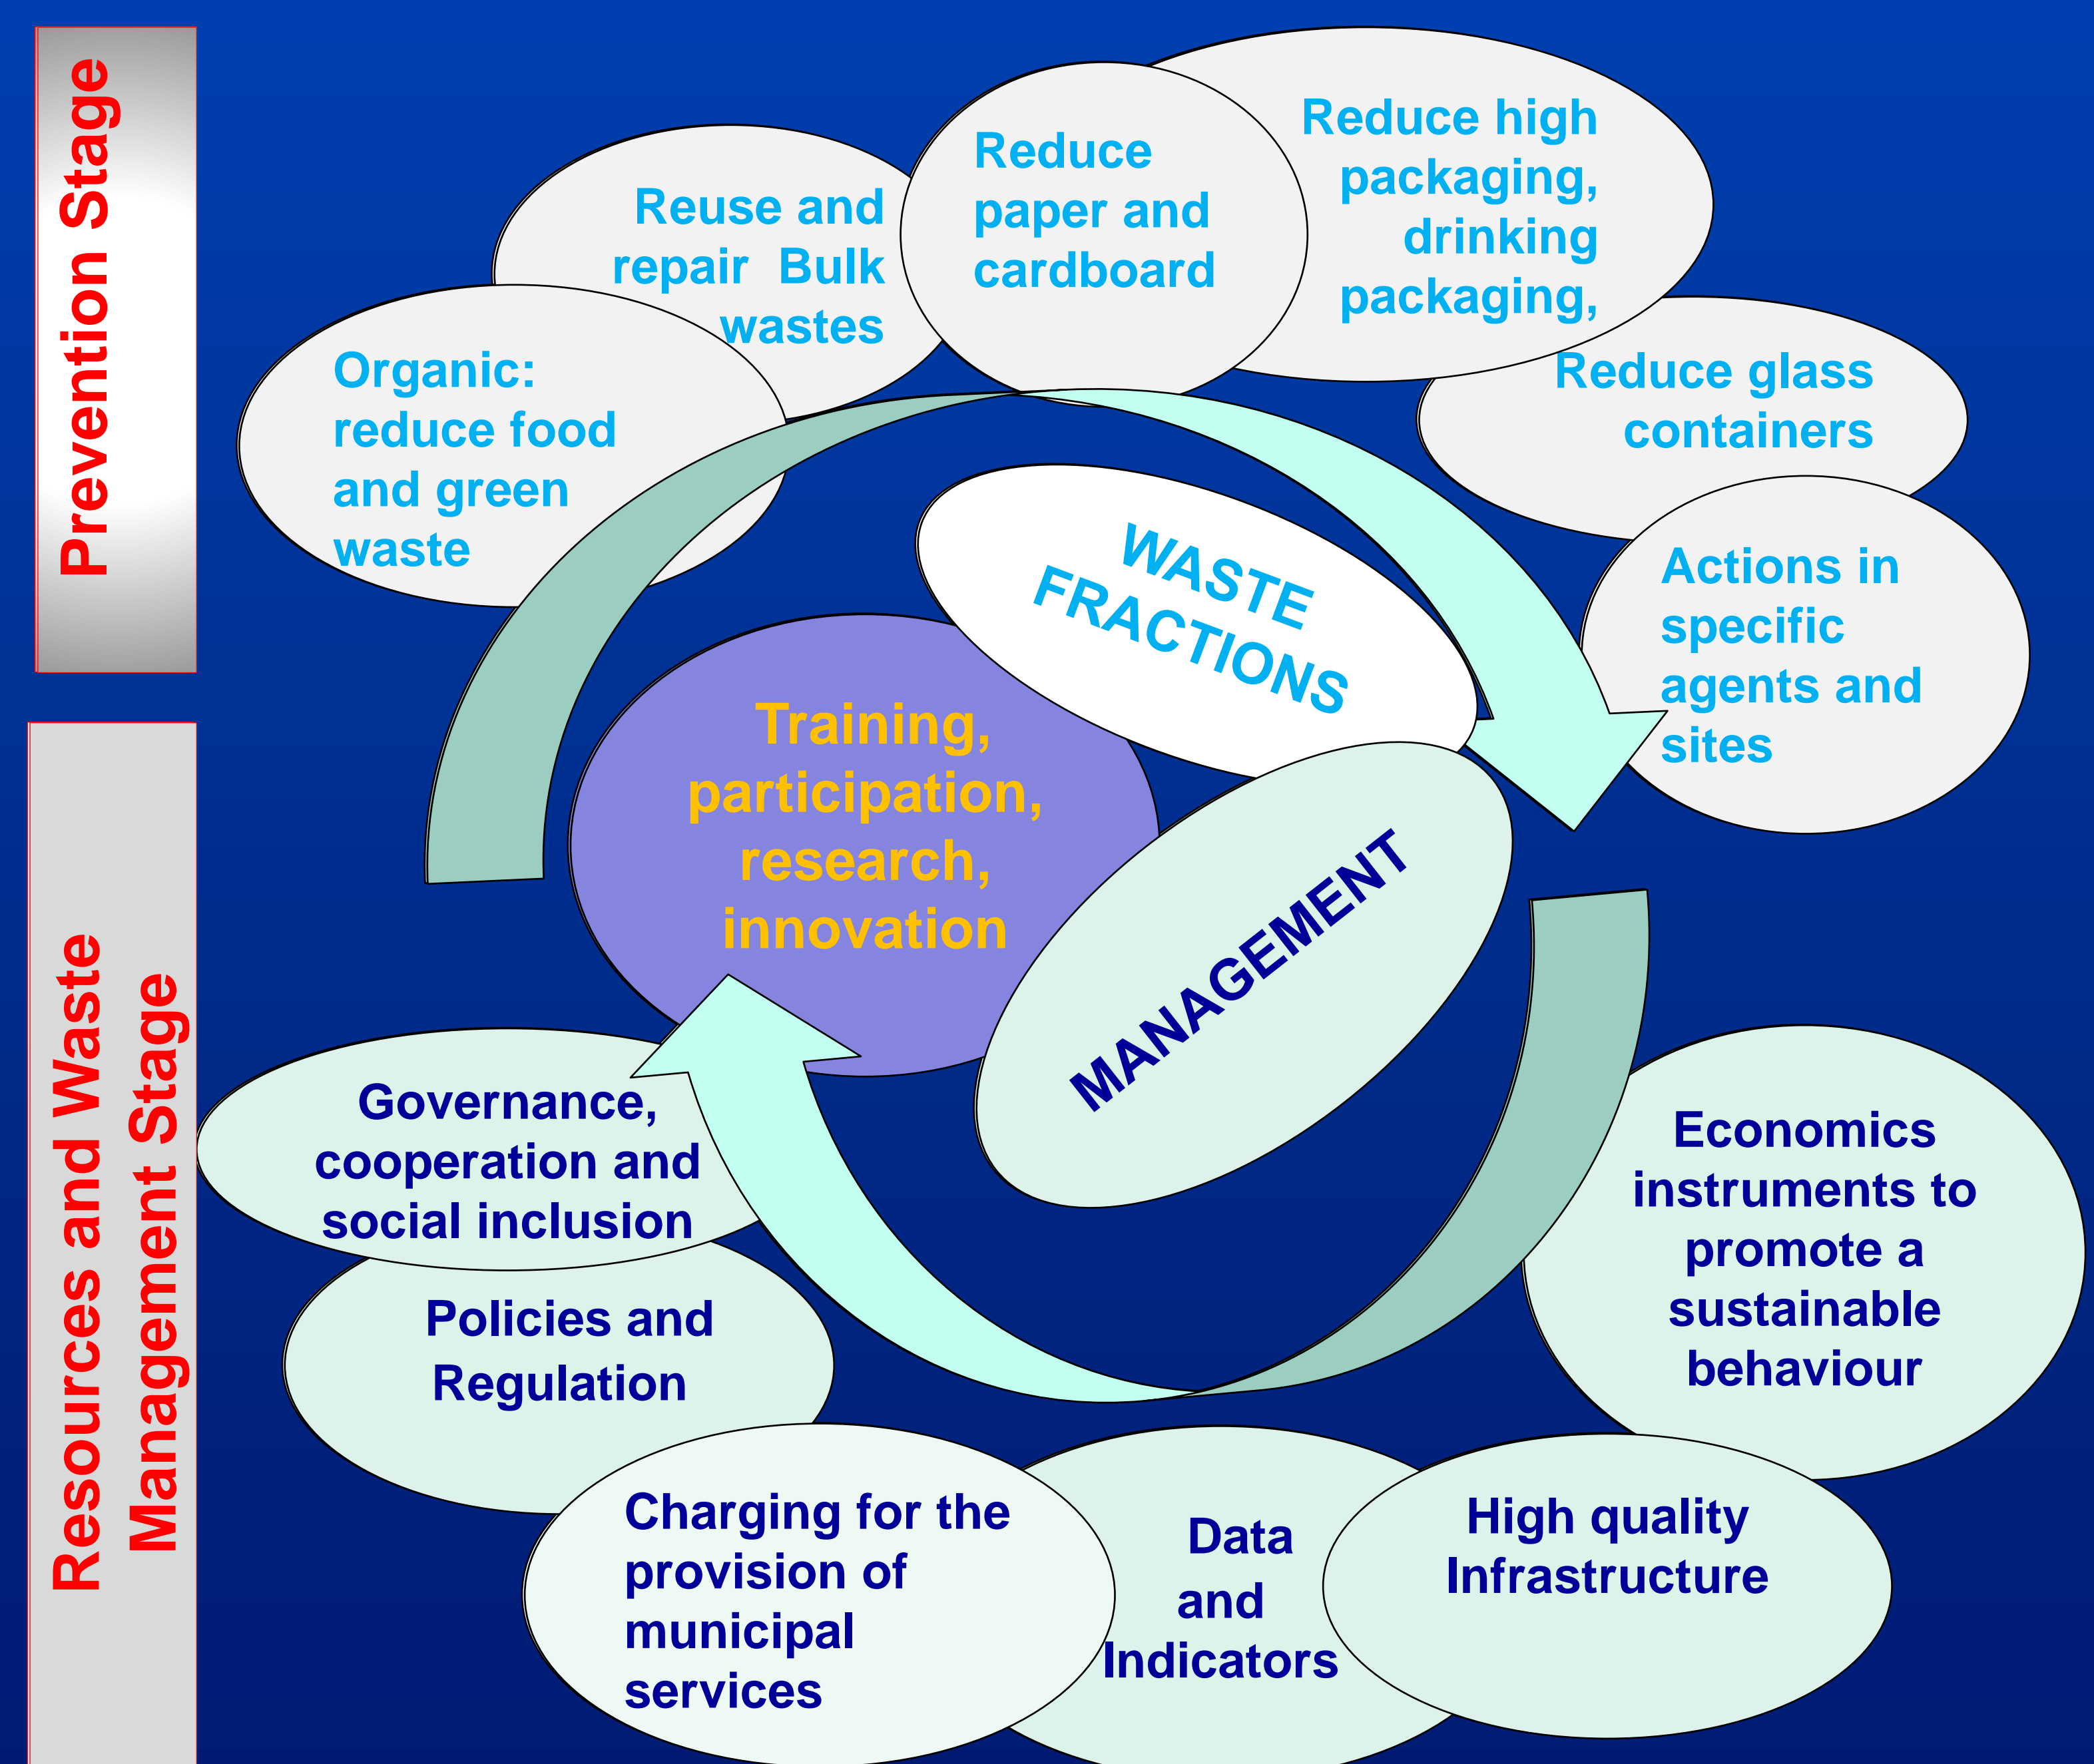 Prevention Stage
Reduce high
packaging,
drinking
packaging,
Reduce
paper and
cardboard
Reuse and
repair Bulk
wastes
Organic:
reduce food
and green
waste
Reduce glass
containers
Actions in
specific
agents and
sites
WASTE
FRACTIONS
Training,
participation,
research,
innovation
MANAGEMENT
Resources and Waste
Management Stage
Governance,
cooperation and
social inclusion
Policies and
Regulation
Charging for the
provision of
municipal
services
Data
and
Indicators
High quality
Infrastructure
Economics
instruments to
promote a
sustainable
behaviour